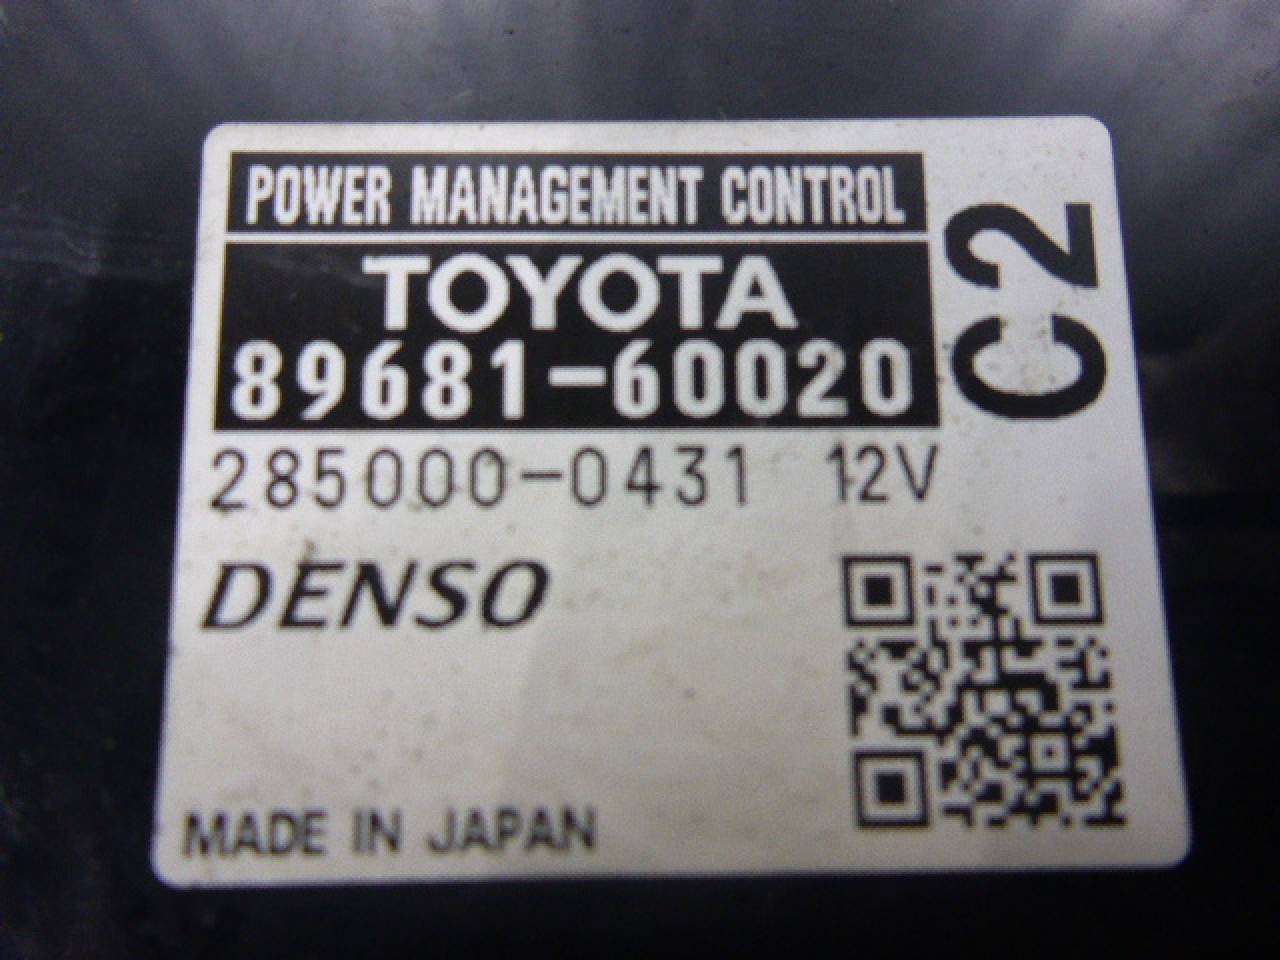 POWER MANAGEMENT CONTROL
TOYOTA
89681-60020
C2
285000-0431 12V
DENSO
MADE IN JAPAN